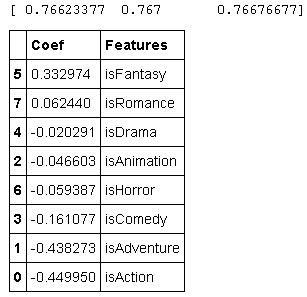 [ 0.76623377 0.767 0.76676677]
Coef Features
5 0.332974 isFantasy
7 0.062440 isRomance
4 -0.020291 isDrama
2 -0.046603 isAnimation
6 -0.059387 isHorror
3 -0.161077 isComedy
1 -0.438273 isAdventure
0 -0.449950 isAction